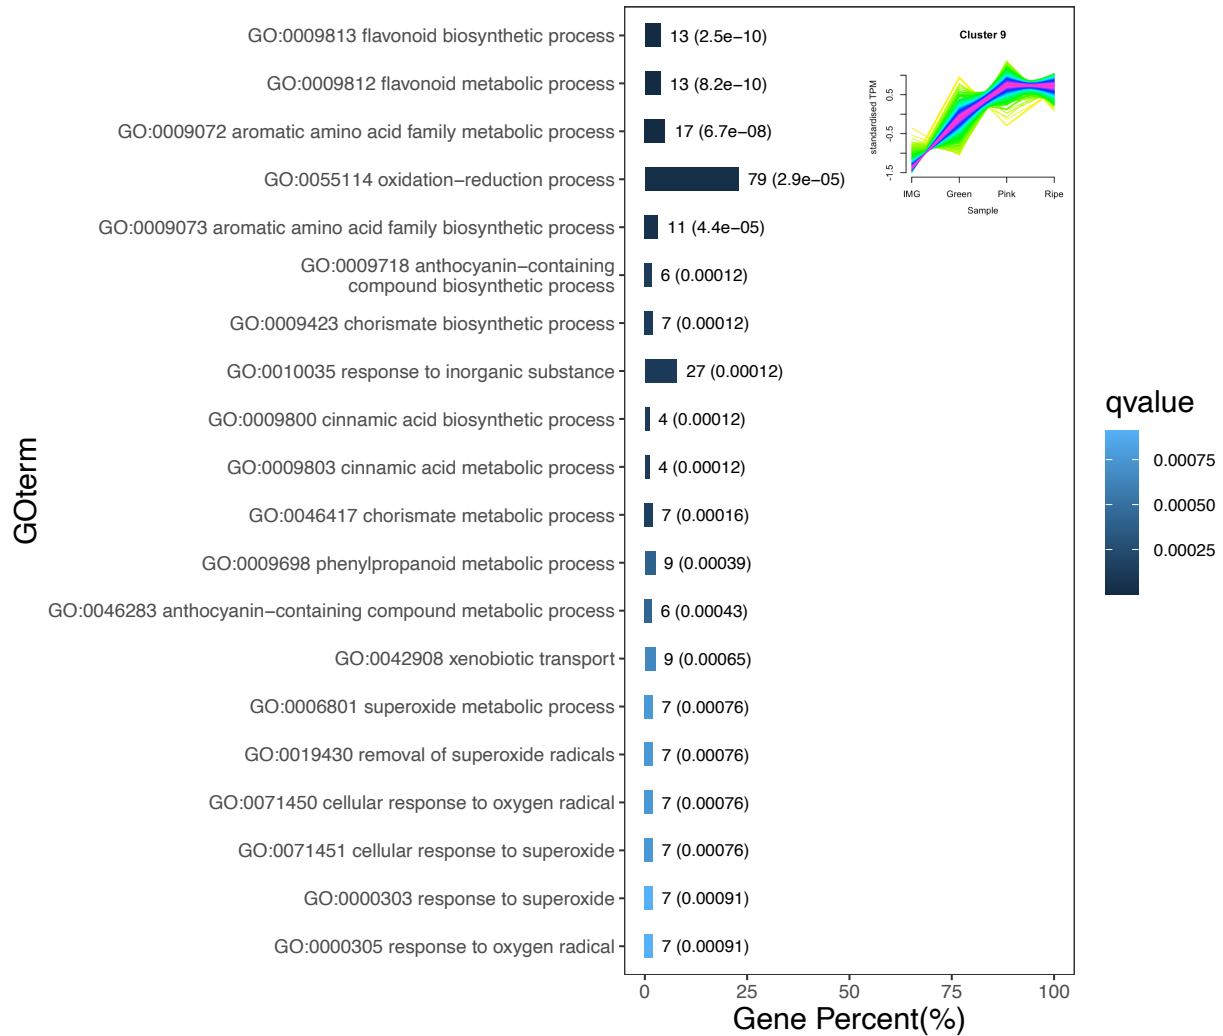 GO:0009813 flavonoid biosynthetic process
13 (2.5e−10)
GO:0009812 flavonoid metabolic process
13 (8.2e−10)
GO:0009072 aromatic amino acid family metabolic process
17 (6.7e−08)
GO:0055114 oxidation−reduction process
79 (2.9e−05)
GO:0009073 aromatic amino acid family biosynthetic process
11 (4.4e−05)
GO:0009718 anthocyanin−containing
compound biosynthetic process
6 (0.00012)
GO:0009423 chorismate biosynthetic process
7 (0.00012)
GO:0010035 response to inorganic substance
27 (0.00012)
GO:0009800 cinnamic acid biosynthetic process
4 (0.00012)
GO:0009803 cinnamic acid metabolic process
4 (0.00012)
GO:0046417 chorismate metabolic process
7 (0.00016)
GO:0009698 phenylpropanoid metabolic process
9 (0.00039)
GO:0046283 anthocyanin−containing compound metabolic process
6 (0.00043)
GO:0042908 xenobiotic transport
9 (0.00065)
GO:0006801 superoxide metabolic process
7 (0.00076)
GO:0019430 removal of superoxide radicals
7 (0.00076)
GO:0071450 cellular response to oxygen radical
7 (0.00076)
GO:0071451 cellular response to superoxide
7 (0.00076)
GO:0000303 response to superoxide
7 (0.00091)
GO:0000305 response to oxygen radical
7 (0.00091)
GOterm
0 25 50 75 100
Gene Percent(%)
Cluster 9
standardised TPM
0.5
-0.5
-1.5
IMG Green Pink Ripe
Sample
qvalue
0.00075
0.00050
0.00025